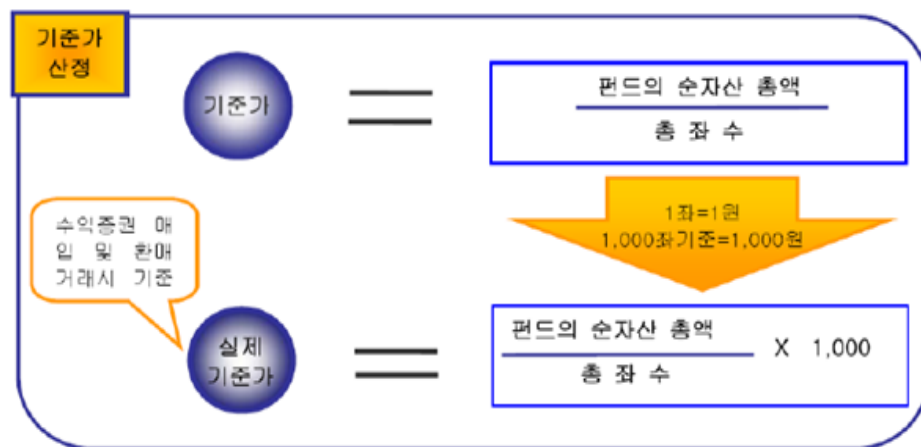 기준가
산정
기준가
펀드의 순자산 총액
총 좌 수
1좌=1원
1,000좌기준=1,000원
수익증권 매
입 및 환매
거래시 기준
실제
기준가
펀드의 순자산 총액
총 좌 수
X 1,000